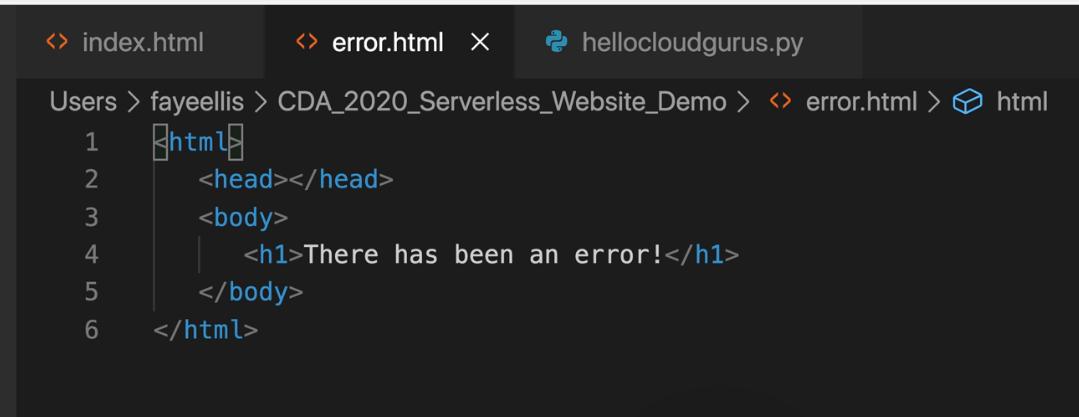 index.html error.html × hellocloudgurus.py
Users > fayeellis > CDA_2020_Serverless_Website_Demo > <> error.html > html
1 <html>
2 <head></head>
3 <body>
4 <h1>There has been an error!</h1>
5 </body>
6 </html>